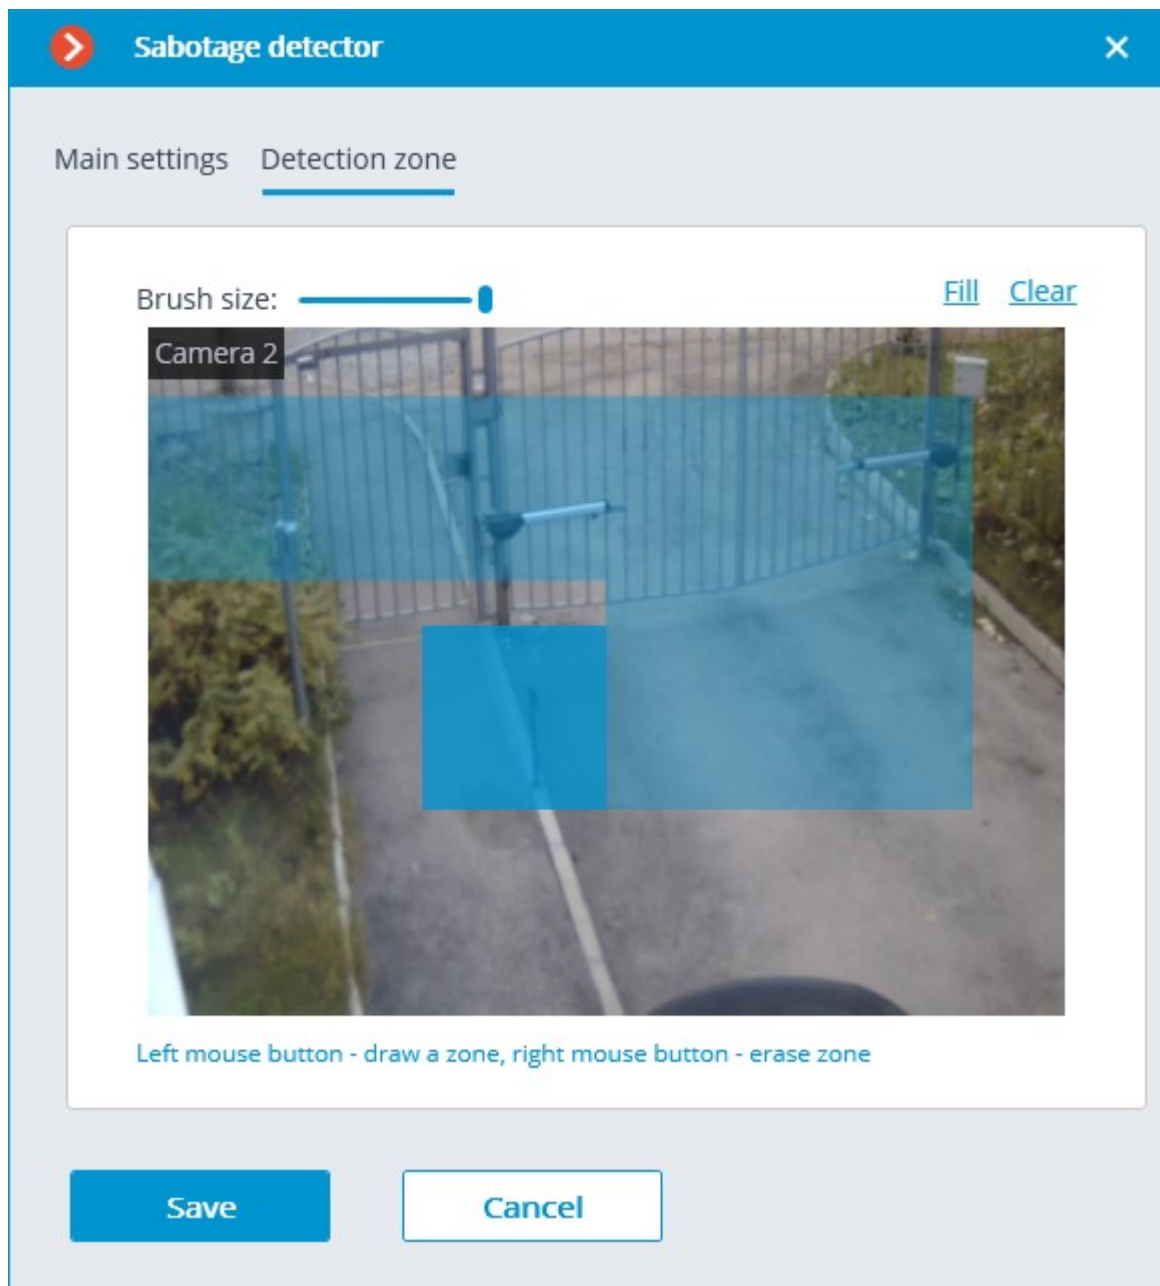 Sabotage detector
Main settings Detection zone
Brush size: Fill Clear
Camera 2
Left mouse button - draw a zone, right mouse button - erase zone
Save Cancel